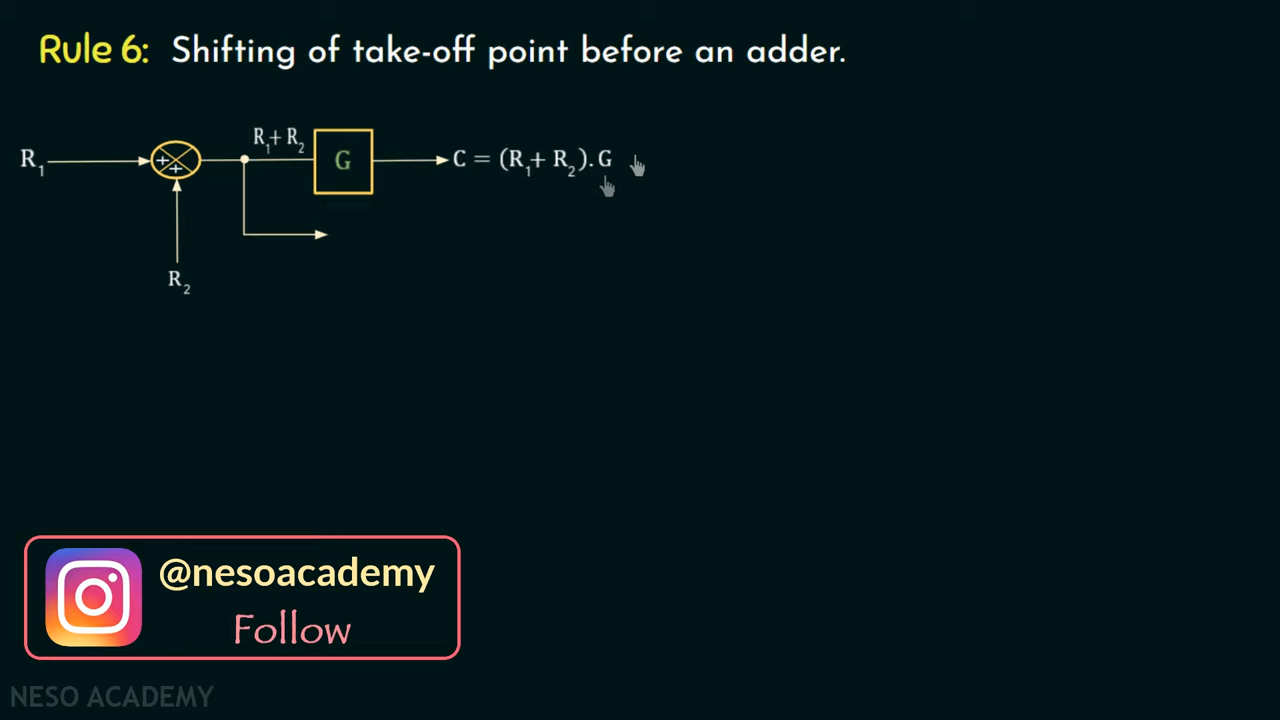 Rule 6: Shifting of take-off point before an adder.
R₁
+
+
R₁+ R₂
G
C = (R₁+ R₂).G
R₂
@nesoacademy
Follow
NESO ACADEMY